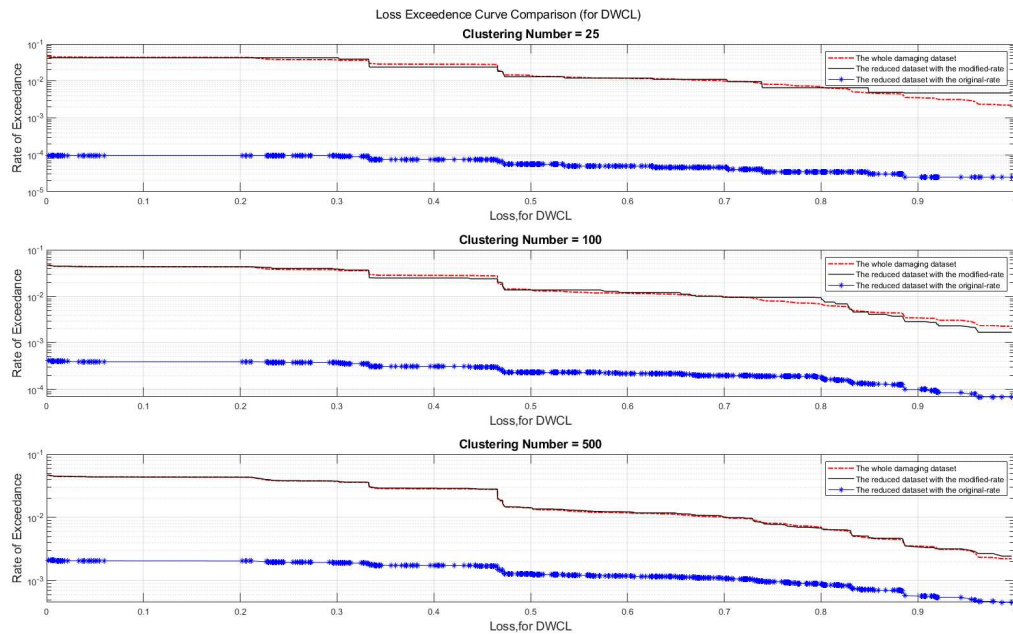 Loss Exceedence Curve Comparison (for DWCL)
Clustering Number = 25
10^-1
10^-2
10^-3
10^-4
10^-5
Rate of Exceedance
The whole damaging dataset
The reduced dataset with the modified-rate
The reduced dataset with the original-rate
0 0.1 0.2 0.3 0.4 0.5 0.6 0.7 0.8 0.9
Loss,for DWCL
Clustering Number = 100
10^-1
10^-2
10^-3
10^-4
Rate of Exceedance
The whole damaging dataset
The reduced dataset with the modified-rate
The reduced dataset with the original-rate
0 0.1 0.2 0.3 0.4 0.5 0.6 0.7 0.8 0.9
Loss,for DWCL
Clustering Number = 500
10^-1
10^-2
10^-3
Rate of Exceedance
The whole damaging dataset
The reduced dataset with the modified-rate
The reduced dataset with the original-rate
0 0.1 0.2 0.3 0.4 0.5 0.6 0.7 0.8 0.9
Loss,for DWCL